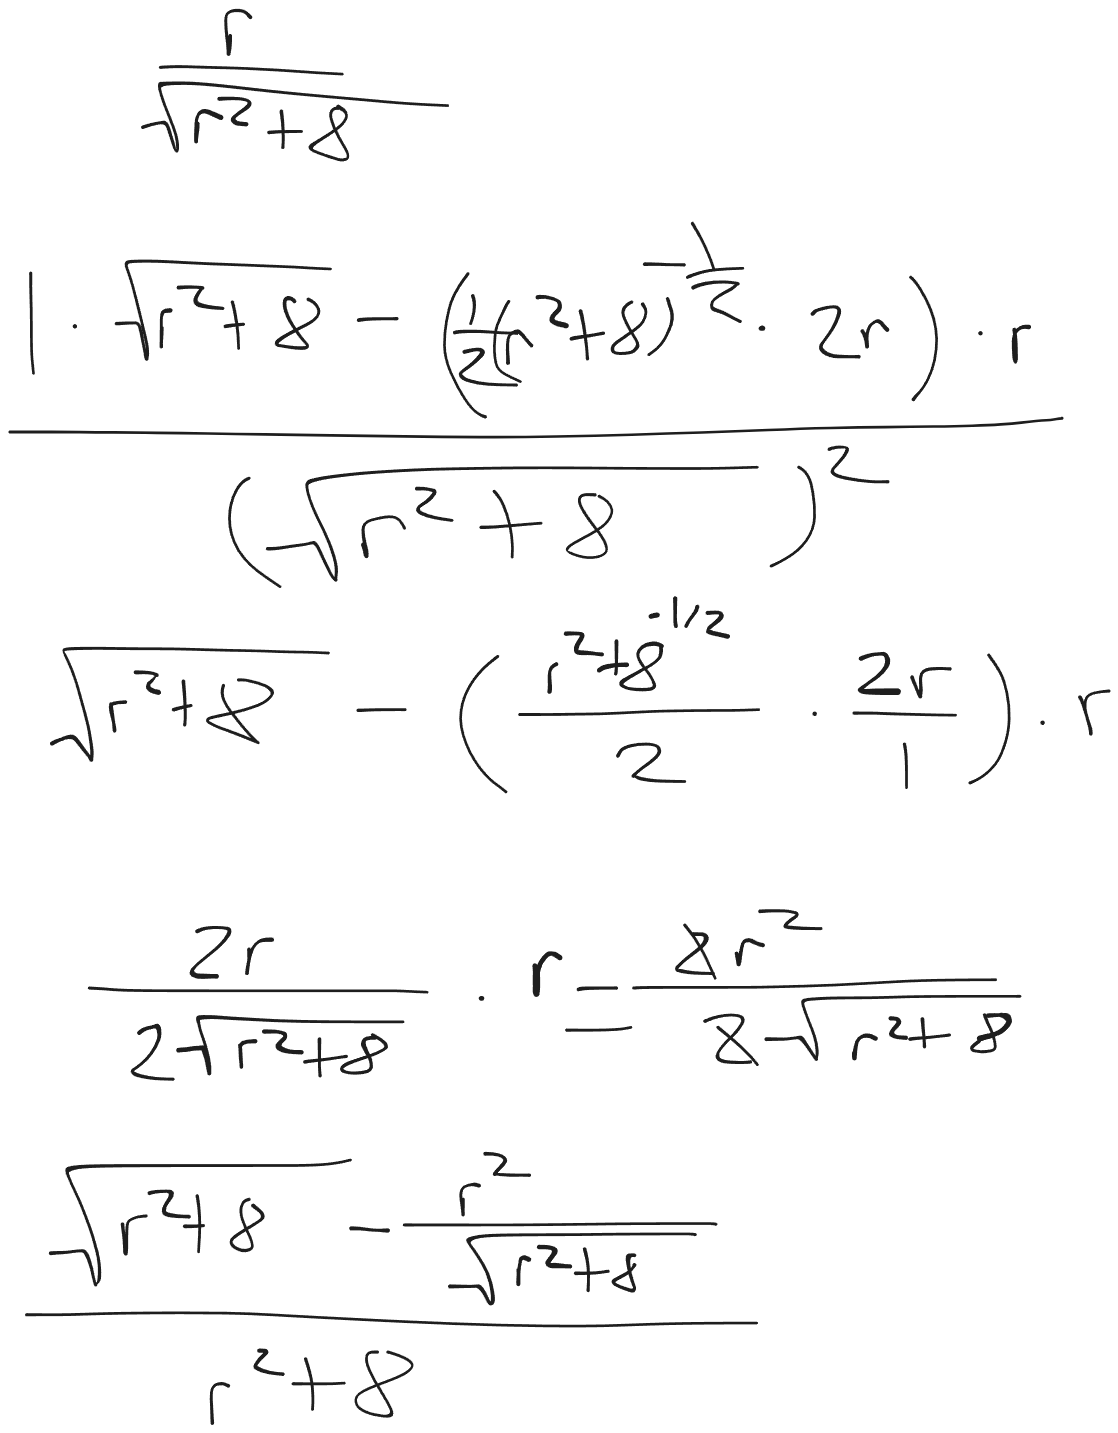 r/√(r²+8)
(1 · √(r²+8) − (1/2(r²+8)^(−1/2) · 2r) · r)/(√(r²+8))²
√(r²+8) − ((r²+8^(-1/2))/2 · 2r/1) · r
2r/(2√(r²+8)) · r = 2r²/(2√(r²+8))
(√(r²+8) − r²/√(r²+8))/(r²+8)